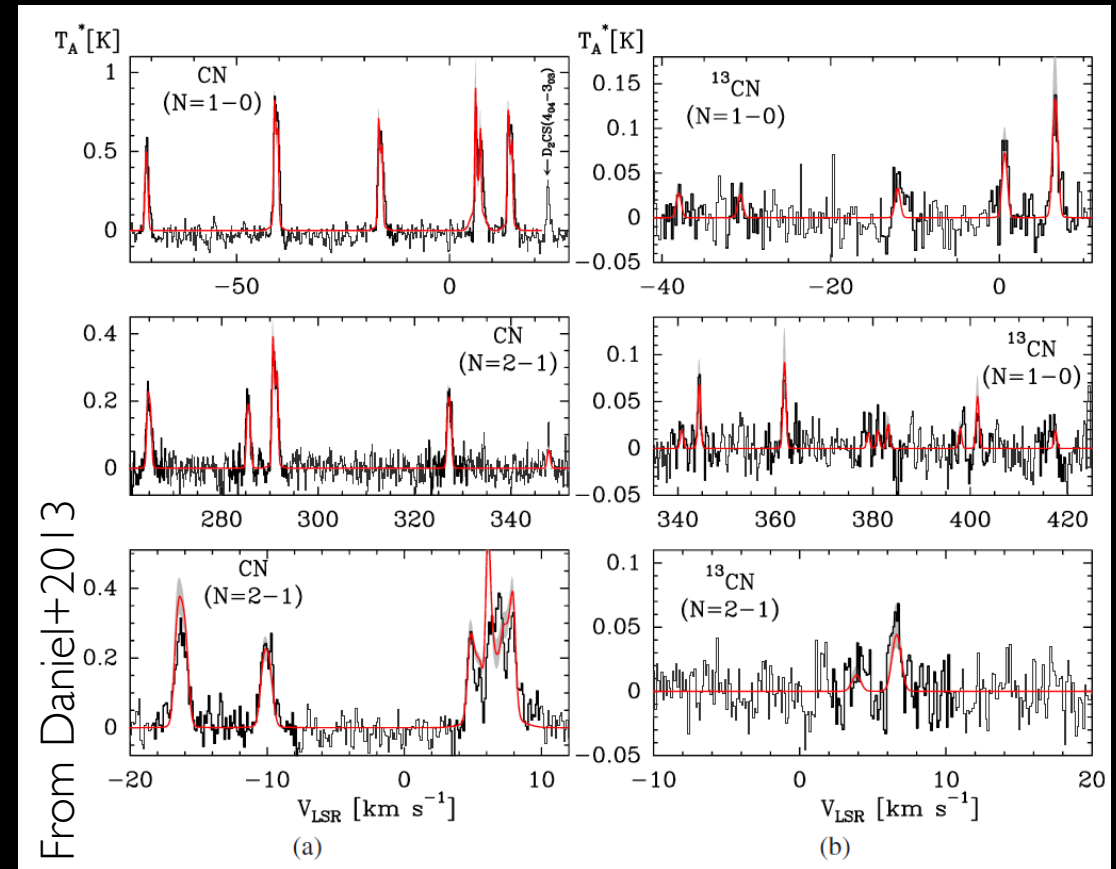 T_A*[K]
T_A*[K]
CN
(N=1−0)
←D₂CS(4₀₄−3₀₃)
1
0.5
0
−50
0
¹³CN
(N=1−0)
0.15
0.1
0.05
0
−0.05
−40
−20
0
CN
(N=2−1)
0.4
0.2
0
280
300
320
340
¹³CN
(N=1−0)
0.1
0.05
0
−0.05
340
360
380
400
420
CN
(N=2−1)
0.4
0.2
0
−20
−10
0
10
V_LSR [km s⁻¹]
(a)
¹³CN
(N=2−1)
0.1
0.05
0
−0.05
−10
0
10
20
V_LSR [km s⁻¹]
(b)
From Daniel+2013